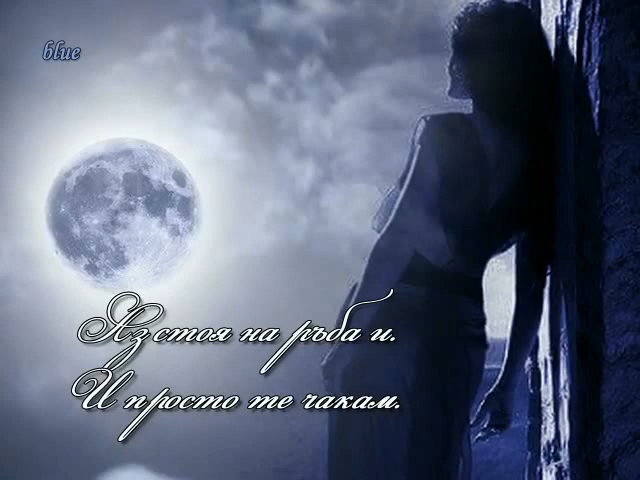 blue
Аз стоя на ръба и.
И просто те чакам.